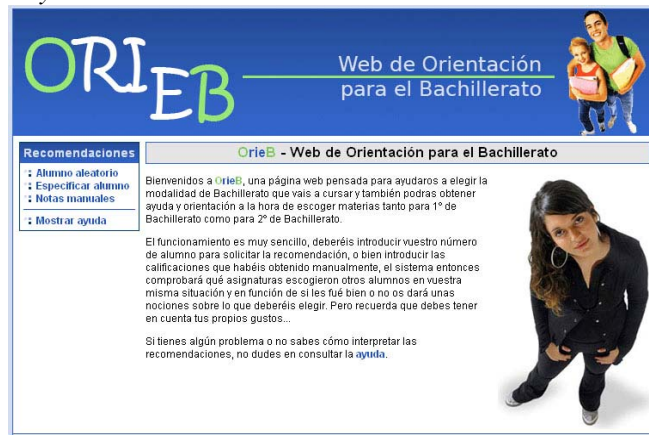 ORIEB
Web de Orientación
para el Bachillerato
Recomendaciones
Alumno aleatorio
Especificar alumno
Notas manuales
Mostrar ayuda
OrieB - Web de Orientación para el Bachillerato
Bienvenidos a OrieB, una página web pensada para ayudaros a elegir la
modalidad de Bachillerato que vais a cursar y también podras obtener
ayuda y orientación a la hora de escoger materias tanto para 1º de
Bachillerato como para 2º de Bachillerato.
El funcionamiento es muy sencillo, deberéis introducir vuestro número
de alumno para solicitar la recomendación, o bien introducir las
calificaciones que habéis obtenido manualmente, el sistema entonces
comprobará qué asignaturas escogieron otros alumnos en vuestra
misma situación y en función de si les fué bien o no os dará unas
nociones sobre lo que deberéis elegir. Pero recuerda que debes tener
en cuenta tus propios gustos...
Si tienes algún problema o no sabes cómo interpretar las
recomendaciones, no dudes en consultar la ayuda.